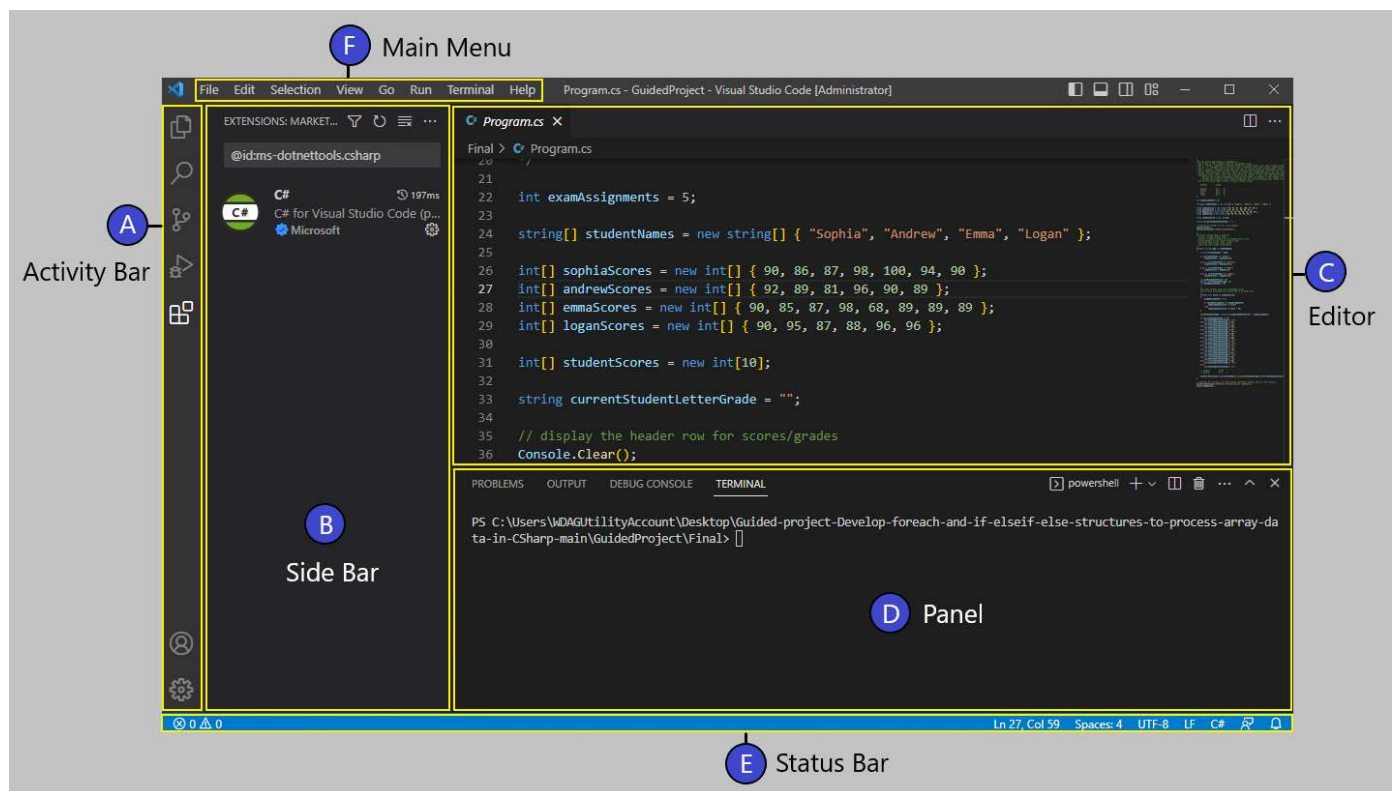 F Main Menu
File Edit Selection View Go Run Terminal Help Program.cs - GuidedProject - Visual Studio Code [Administrator]
EXTENSIONS: MARKET...
@id:ms-dotnettools.csharp
C# 197ms
C# C# for Visual Studio Code (p...
Microsoft
A
Activity Bar
B
Side Bar
Program.cs
Final > Program.cs
20 */
21
22 int examAssignments = 5;
23
24 string[] studentNames = new string[] { "Sophia", "Andrew", "Emma", "Logan" };
25
26 int[] sophiaScores = new int[] { 90, 86, 87, 98, 100, 94, 90 };
27 int[] andrewScores = new int[] { 92, 89, 81, 96, 90, 89 };
28 int[] emmaScores = new int[] { 90, 85, 87, 98, 68, 89, 89, 89 };
29 int[] loganScores = new int[] { 90, 95, 87, 88, 96, 96 };
30
31 int[] studentScores = new int[10];
32
33 string currentStudentLetterGrade = "";
34
35 // display the header row for scores/grades
36 Console.Clear();
C
Editor
PROBLEMS OUTPUT DEBUG CONSOLE TERMINAL powershell
PS C:\Users\WDAGUtilityAccount\Desktop\Guided-project-Develop-foreach-and-if-elseif-else-structures-to-process-array-da
ta-in-CSharp-main\GuidedProject\Final>
D Panel
0 0 Ln 27, Col 59 Spaces: 4 UTF-8 LF C#
E Status Bar